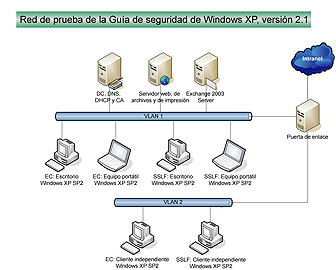 Red de prueba de la Guía de seguridad de Windows XP, versión 2.1
Intranet
DC, DNS,
DHCP y CA
Servidor web, de
archivos y de impresión
Exchange 2003
Server
VLAN 1
Puerta de enlace
EC: Escritorio
Windows XP SP2
EC: Equipo portátil
Windows XP SP2
SSLF: Escritorio
Windows XP SP2
SSLF: Equipo portátil
Windows XP SP2
VLAN 2
EC: Cliente independiente
Windows XP SP2
SSLF: Cliente independiente
Windows XP SP2